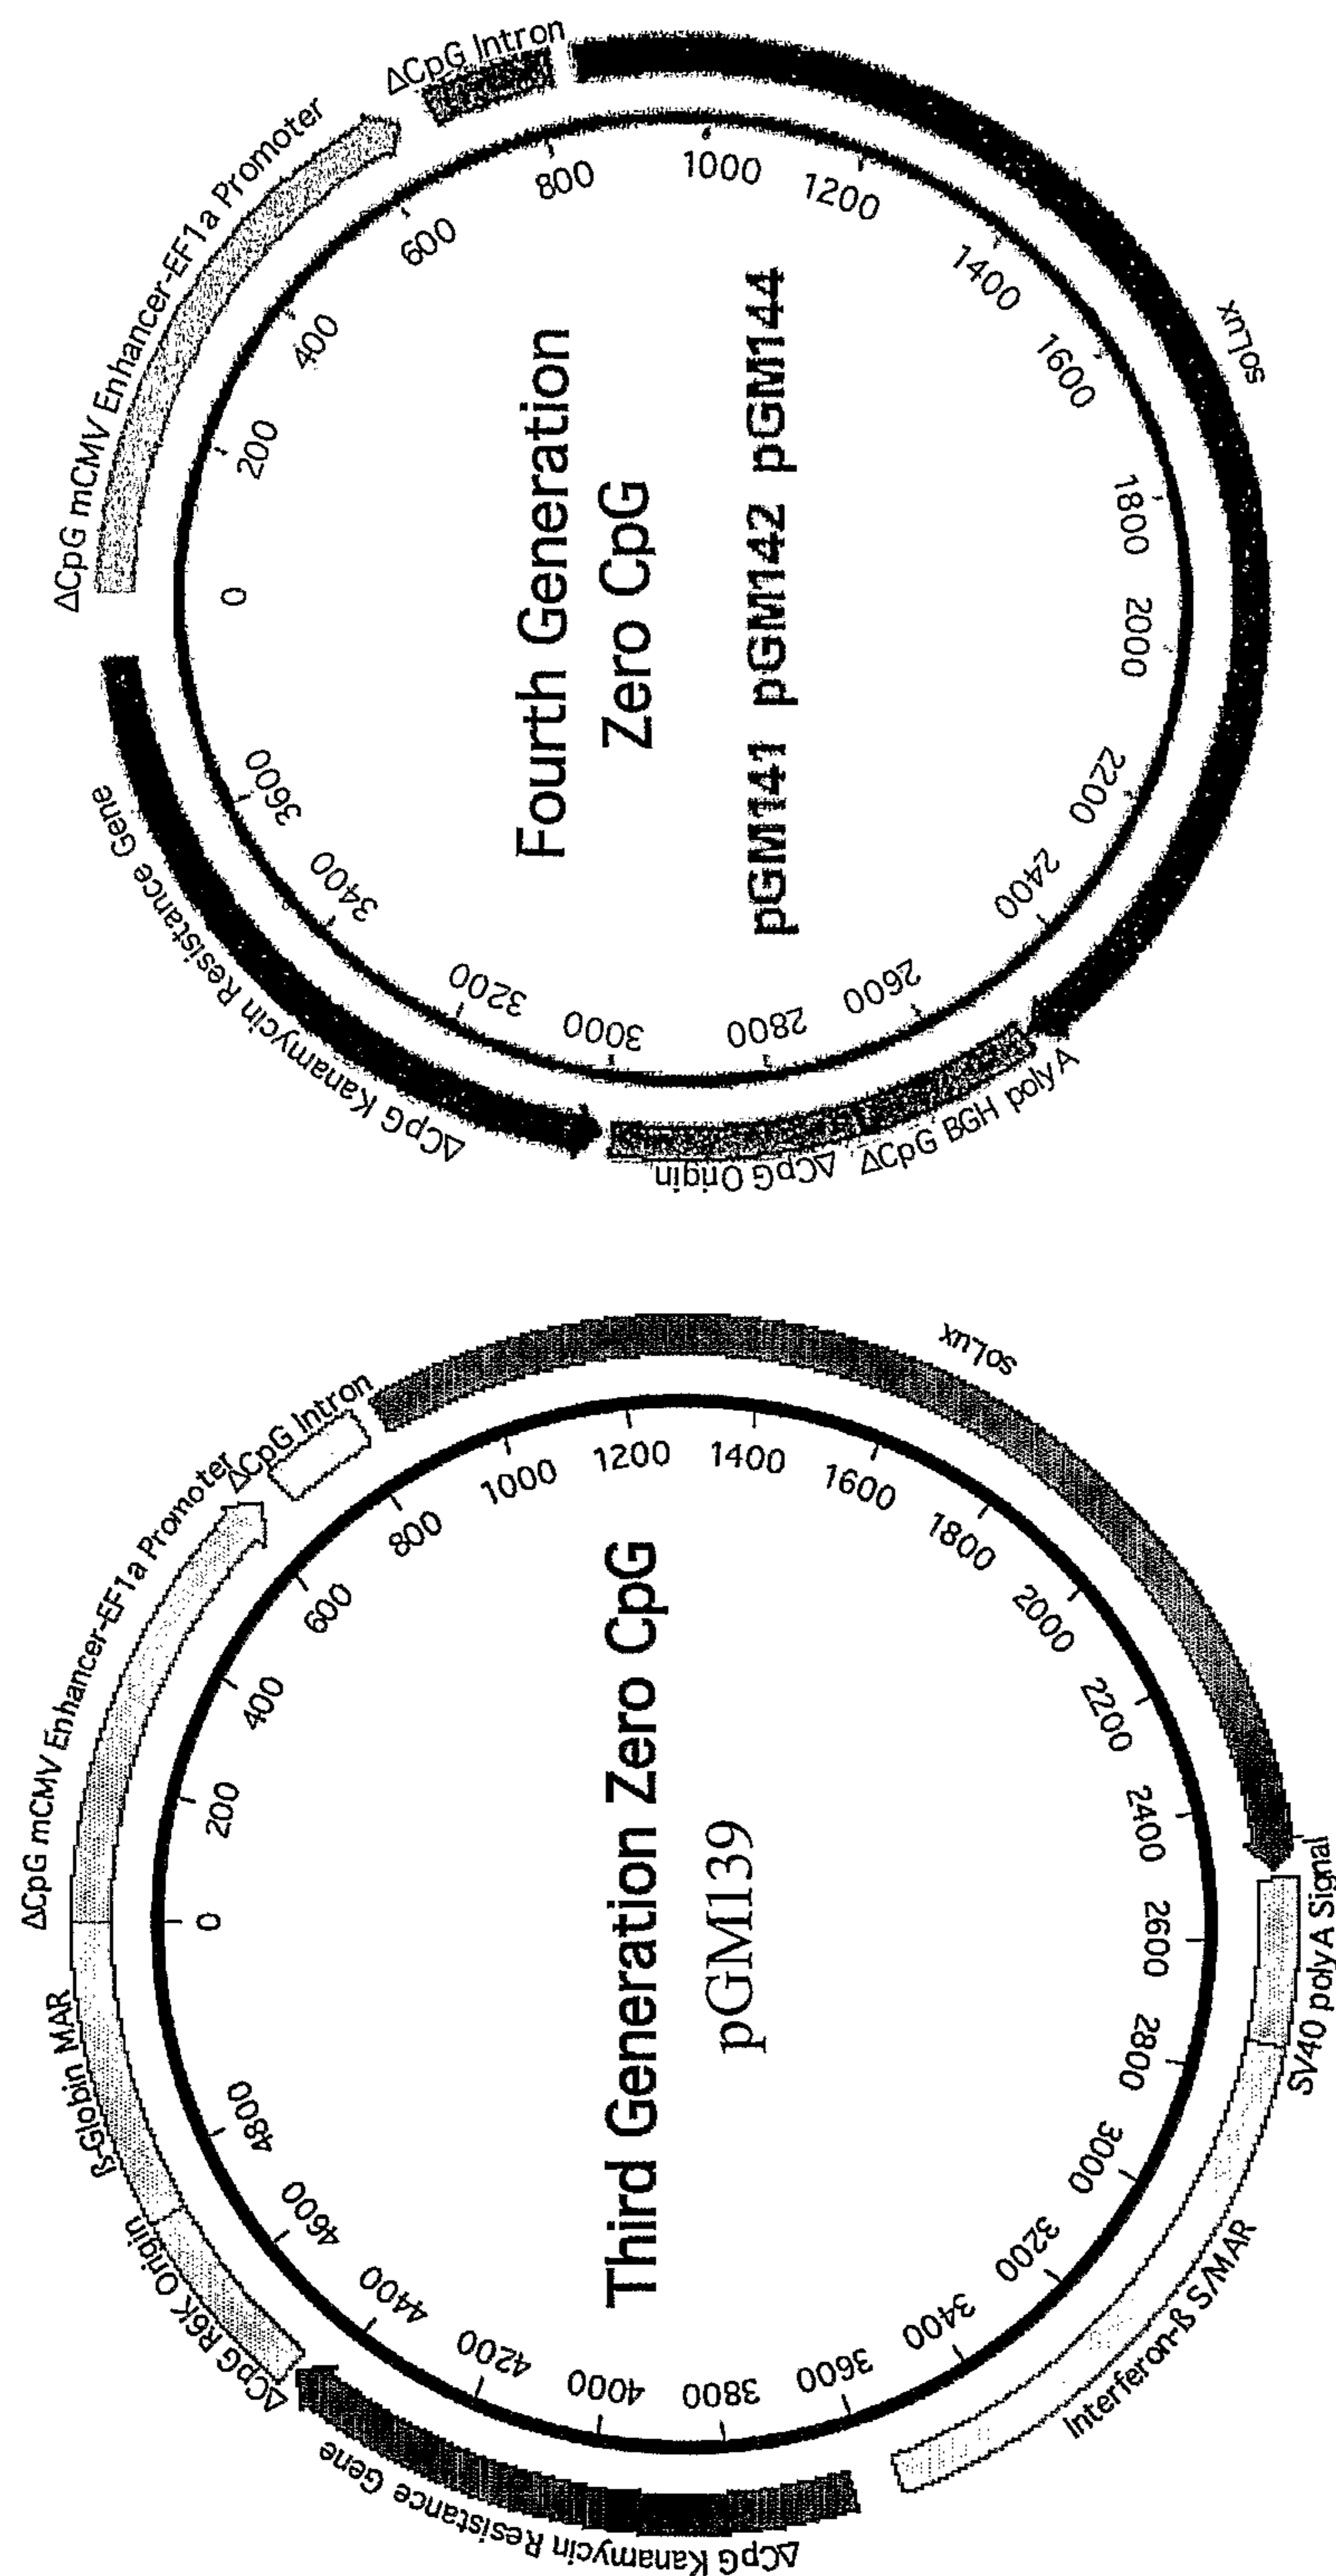 Third Generation Zero CpG
pGM139
ΔCpG mCMV Enhancer-EF1a Promoter
ΔCpG Intron
soLux
SV40 polyA Signal
Interferon-ß S/MAR
ΔCpG Kanamycin Resistance Gene
ΔCpG R6K Origin
ß-Globin MAR
0
200
400
600
800
1000
1200
1400
1600
1800
2000
2200
2400
2600
2800
3000
3200
3400
3600
3800
4000
4200
4400
4600
4800
Fourth Generation
Zero CpG
pGM141 pGM142 pGM144
ΔCpG mCMV Enhancer-EF1a Promoter
ΔCpG Intron
soLux
ΔCpG BGH polyA
ΔCpG Origin
ΔCpG Kanamycin Resistance Gene
0
200
400
600
800
1000
1200
1400
1600
1800
2000
2200
2400
2600
2800
3000
3200
3400
3600